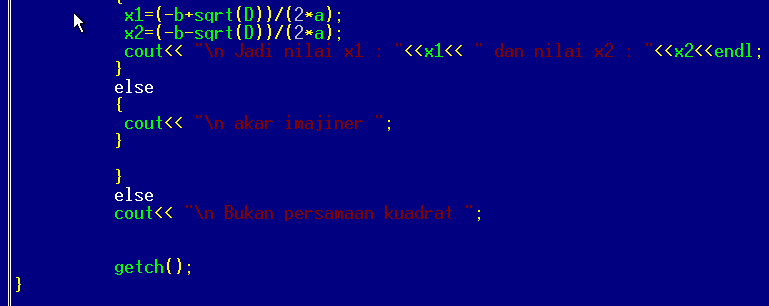 {
x1=(-b+sqrt(D))/(2*a);
x2=(-b-sqrt(D))/(2*a);
cout<< "\n Jadi nilai x1 : "<<x1<< " dan nilai x2 : "<<x2<<endl;
}
else
{
cout<< "\n akar imajiner ";
}
}
else
cout<< "\n Bukan persamaan kuadrat ";
getch();
}